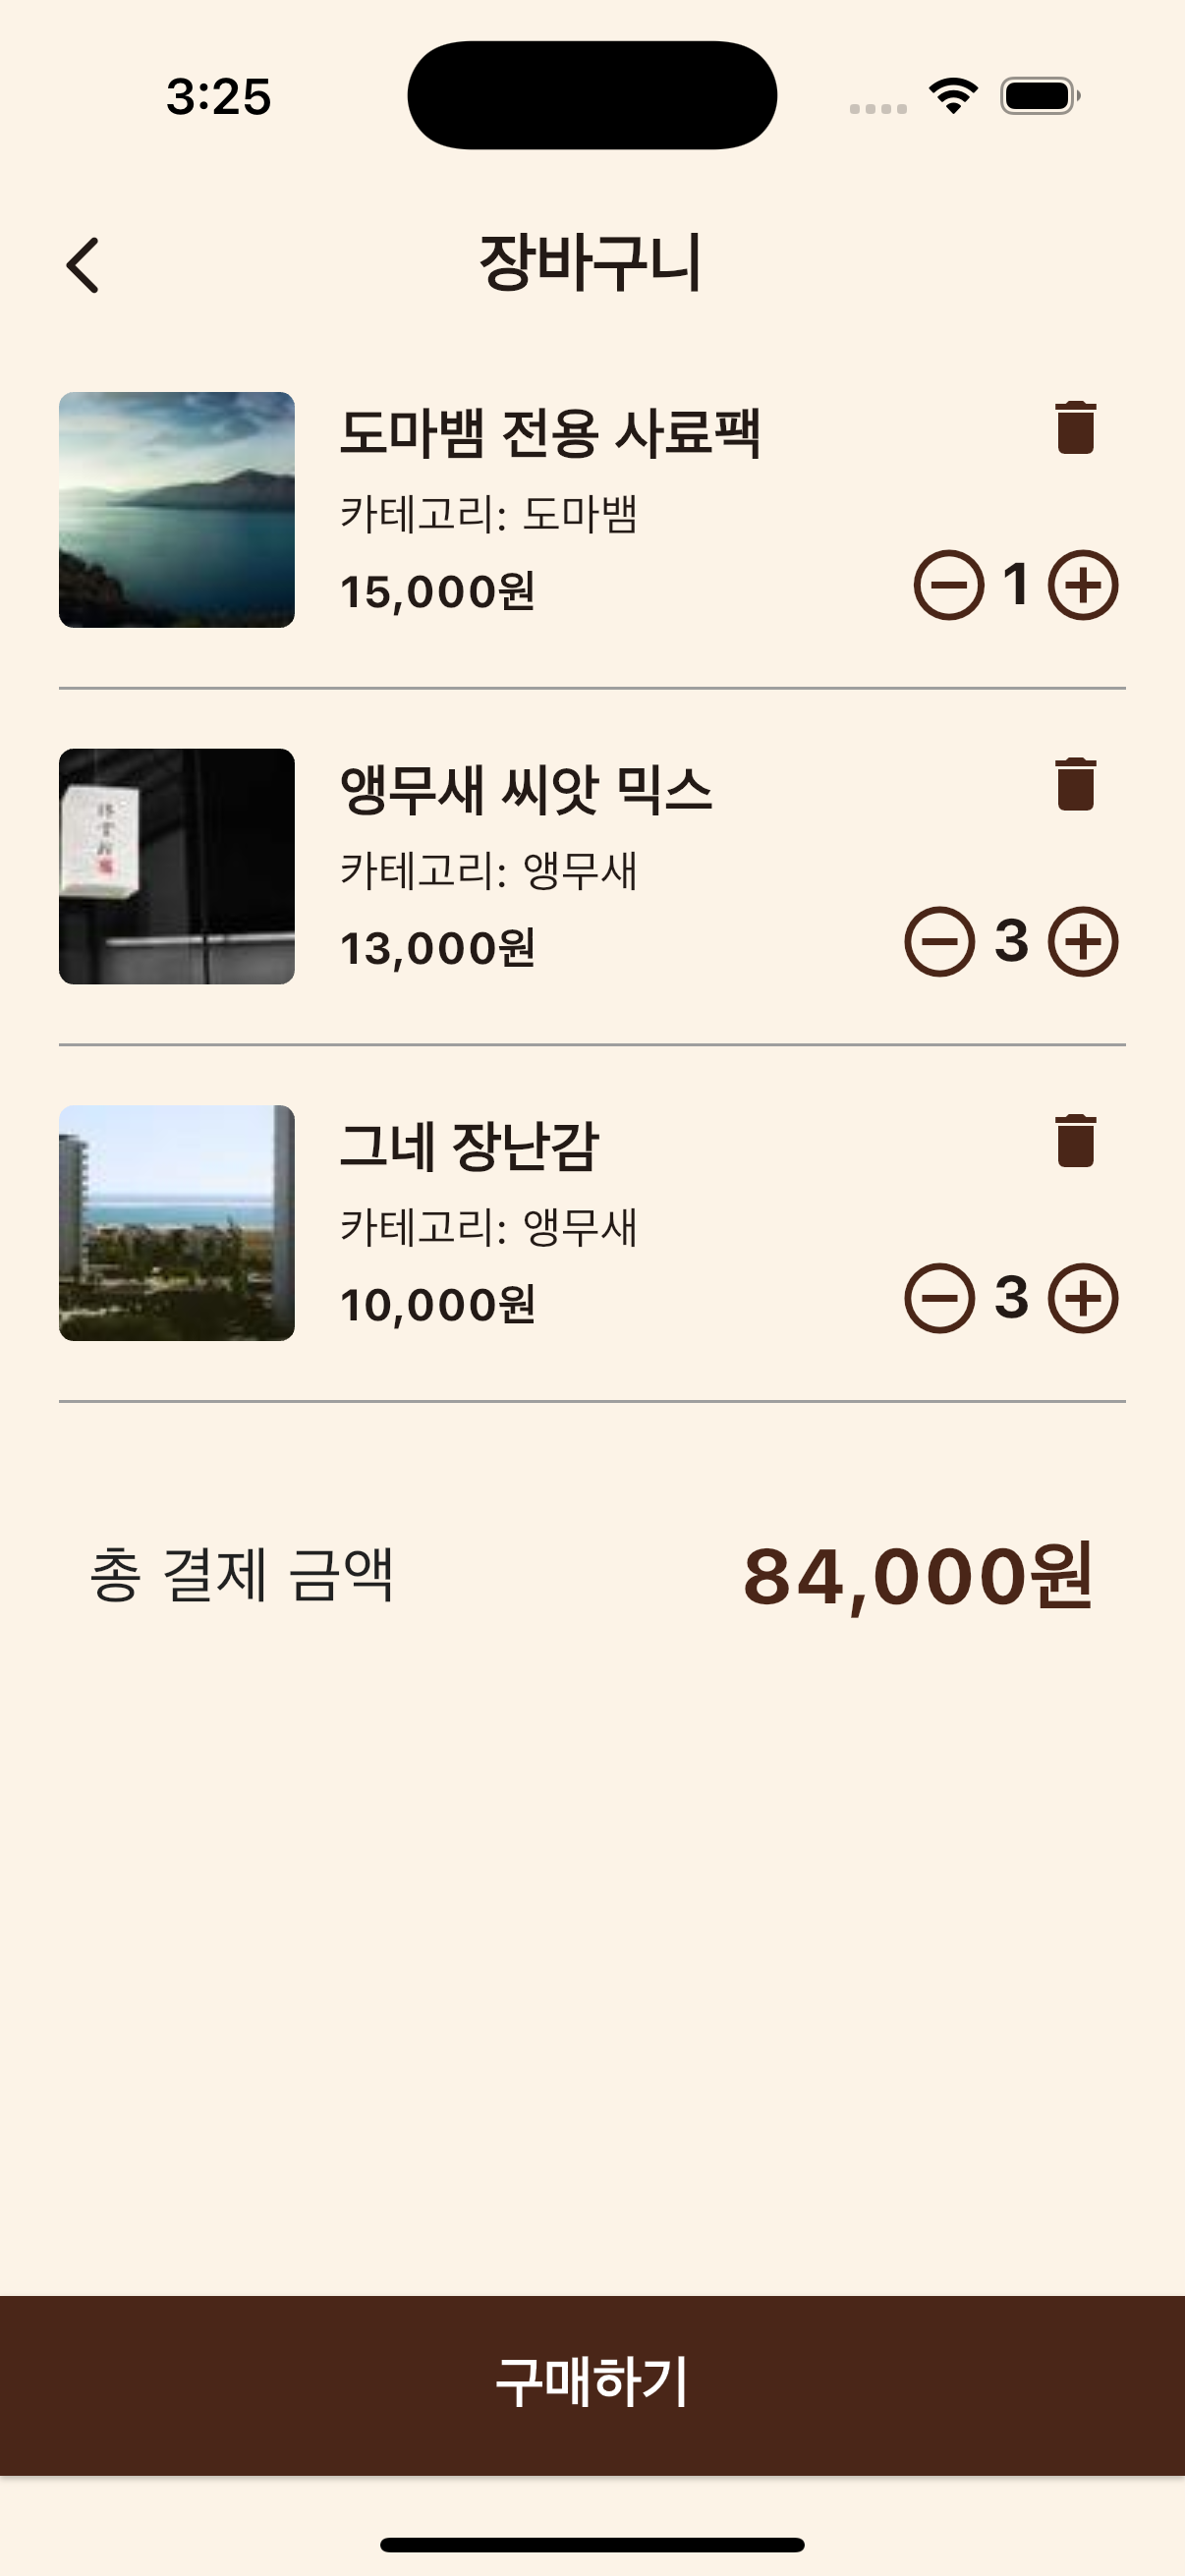 3:25
장바구니
도마뱀 전용 사료팩
카테고리: 도마뱀
15,000원
1
앵무새 씨앗 믹스
카테고리: 앵무새
13,000원
3
그네 장난감
카테고리: 앵무새
10,000원
3
총 결제 금액
84,000원
구매하기